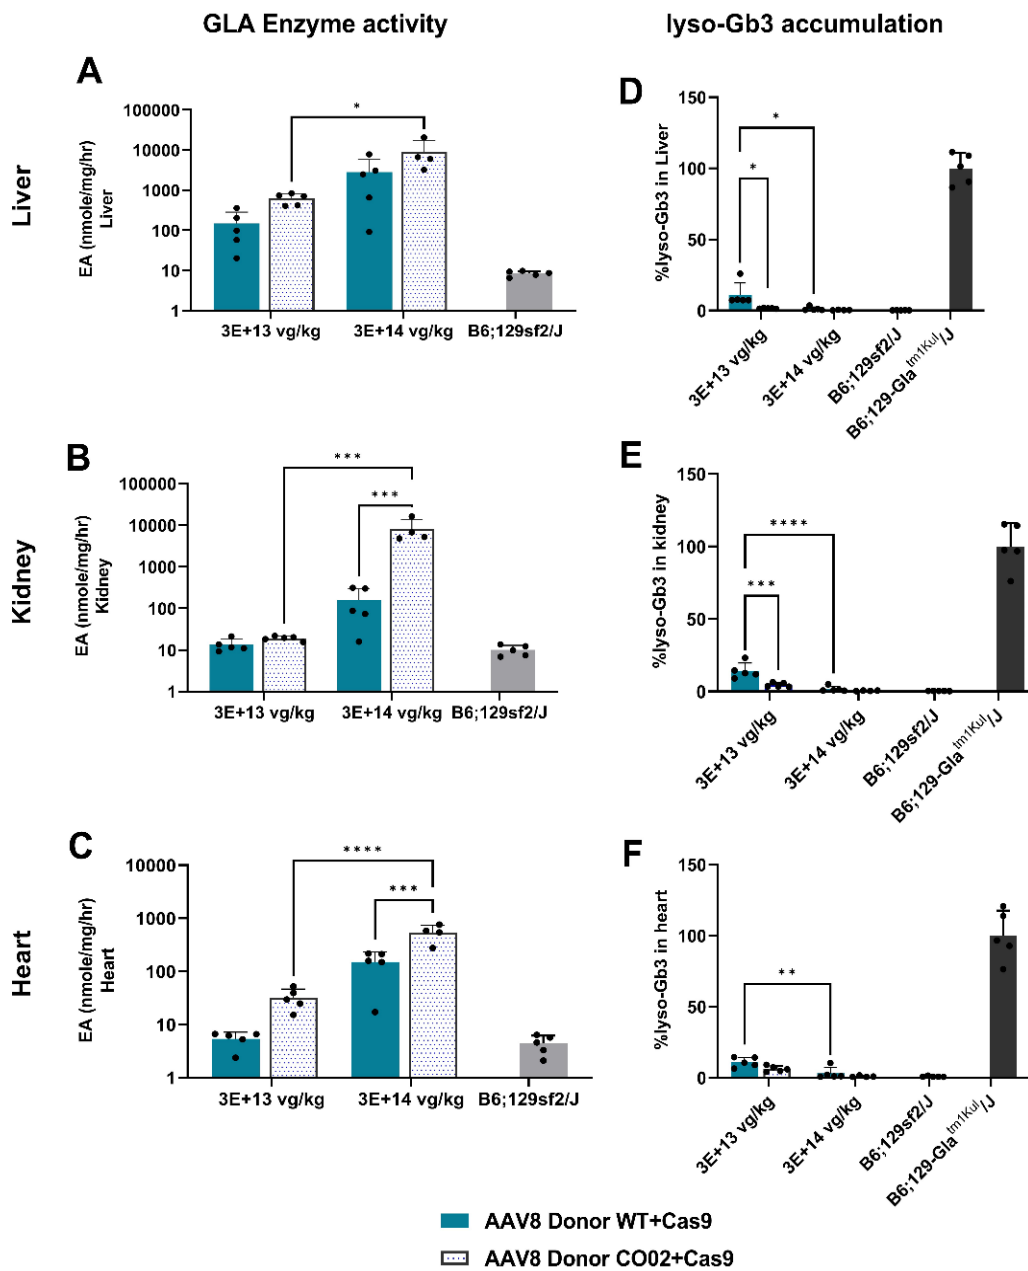 GLA Enzyme activity
lyso-Gb3 accumulation
Liver
A
EA (nmole/mg/hr)
Liver
100000
10000
1000
100
10
1
*
3E+13 vg/kg
3E+14 vg/kg
B6;129sf2/J
D
%lyso-Gb3 in Liver
150
100
50
0
*
*
3E+13 vg/kg
3E+14 vg/kg
B6;129sf2/J
B6;129-Gla^tm1Kul/J
Kidney
B
EA (nmole/mg/hr)
Kidney
100000
10000
1000
100
10
1
***
***
3E+13 vg/kg
3E+14 vg/kg
B6;129sf2/J
E
%lyso-Gb3 in kidney
150
100
50
0
****
***
3E+13 vg/kg
3E+14 vg/kg
B6;129sf2/J
B6;129-Gla^tm1Kul/J
Heart
C
EA (nmole/mg/hr)
Heart
10000
1000
100
10
1
****
***
3E+13 vg/kg
3E+14 vg/kg
B6;129sf2/J
F
%lyso-Gb3 in heart
150
100
50
0
**
3E+13 vg/kg
3E+14 vg/kg
B6;129sf2/J
B6;129-Gla^tm1Kul/J
AAV8 Donor WT+Cas9
AAV8 Donor CO02+Cas9